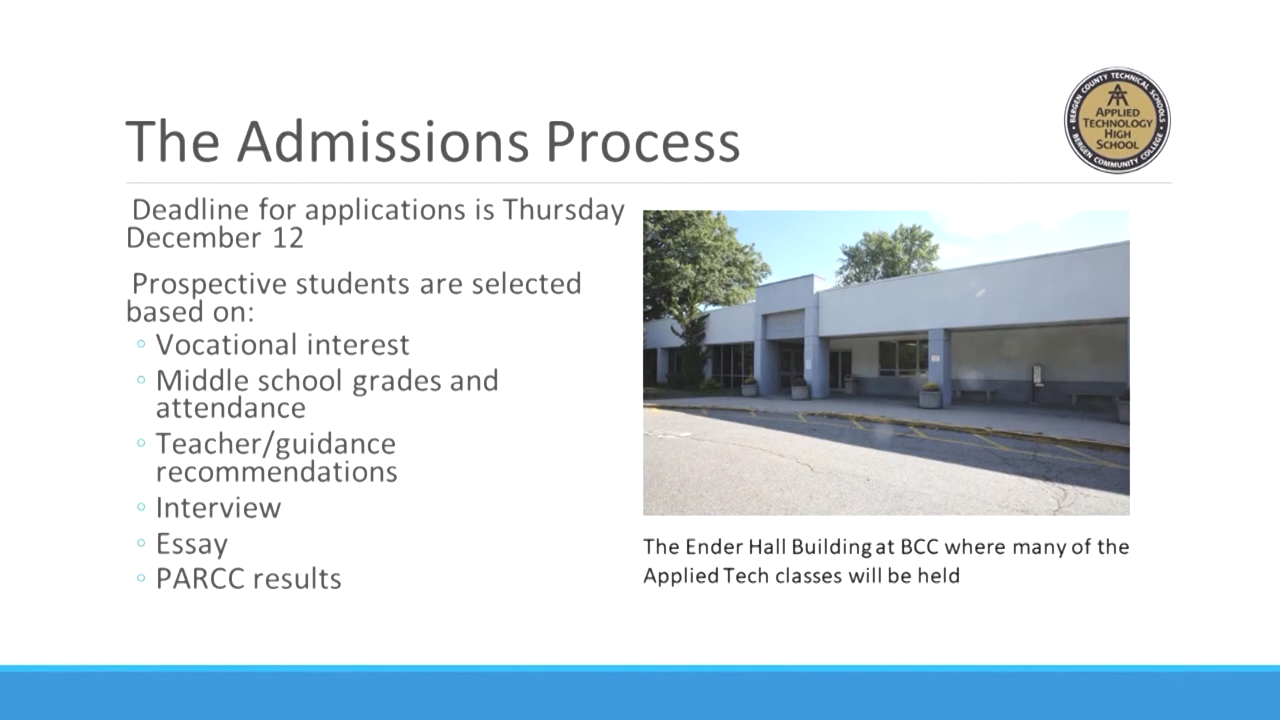 The Admissions Process
BERGEN COUNTY TECHNICAL SCHOOLS
APPLIED
TECHNOLOGY
HIGH
SCHOOL
BERGEN COMMUNITY COLLEGE
Deadline for applications is Thursday
December 12
Prospective students are selected
based on:
◦ Vocational interest
◦ Middle school grades and
attendance
◦ Teacher/guidance
recommendations
◦ Interview
◦ Essay
◦ PARCC results
The Ender Hall Building at BCC where many of the
Applied Tech classes will be held